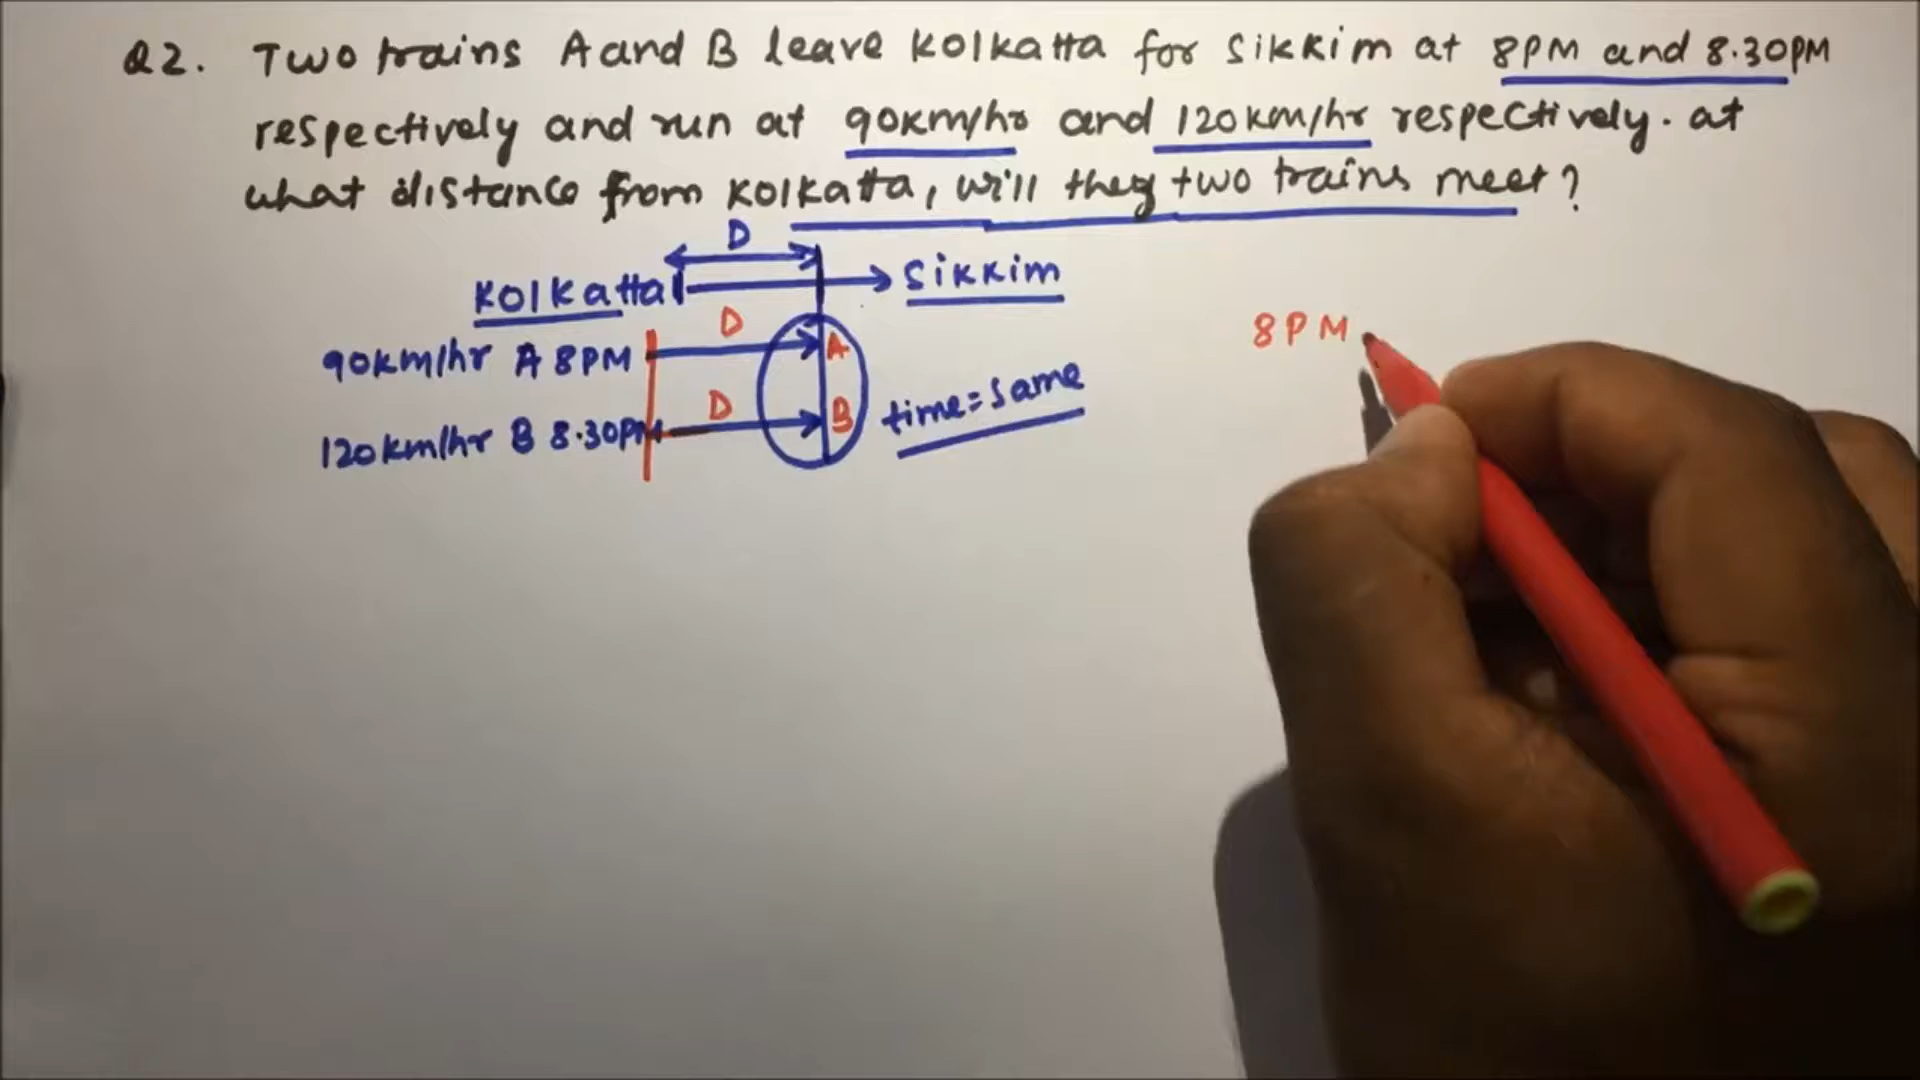 Q2. Two trains A and B leave Kolkatta for Sikkim at 8PM and 8.30PM
respectively and run at 90km/hr and 120km/hr respectively. at
what distance from Kolkatta, will they two trains meet?
D
Kolkatta Sikkim
D
90km/hr A 8PM A
D
120km/hr B 8.30PM B
time=same
8PM